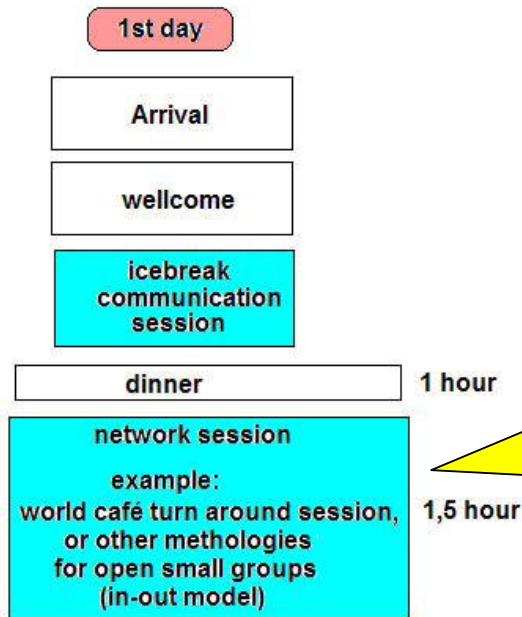 1st day
Arrival
wellcome
icebreak
communication
session
dinner
1 hour
network session
example:
world café turn around session,
or other methologies
for open small groups
(in-out model)
1,5 hour